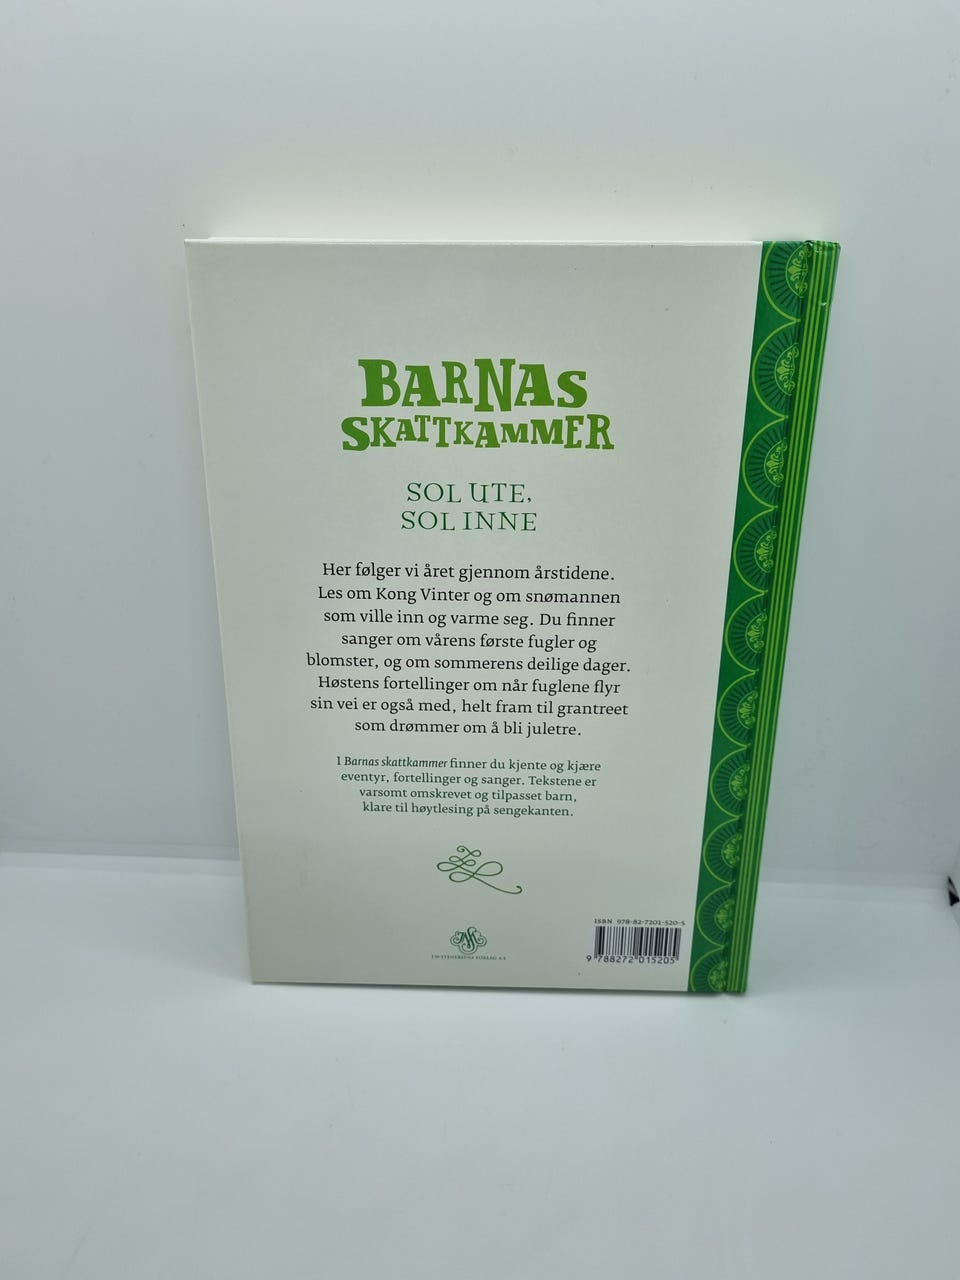 BARNAS
SKATTKAMMER
SOL UTE,
SOL INNE
Her følger vi året gjennom årstidene.
Les om Kong Vinter og om snømannen
som ville inn og varme seg. Du finner
sanger om vårens første fugler og
blomster, og om sommerens deilige dager.
Høstens fortellinger om når fuglene flyr
sin vei er også med, helt fram til grantreet
som drømmer om å bli juletre.
I Barnas skattkammer finner du kjente og kjære
eventyr, fortellinger og sanger. Tekstene er
varsomt omskrevet og tilpasset barn,
klare til høytlesing på sengekanten.
J M STENERSENS FORLAG A.S
ISBN 978-82-7201-520-5
9 788272 015205